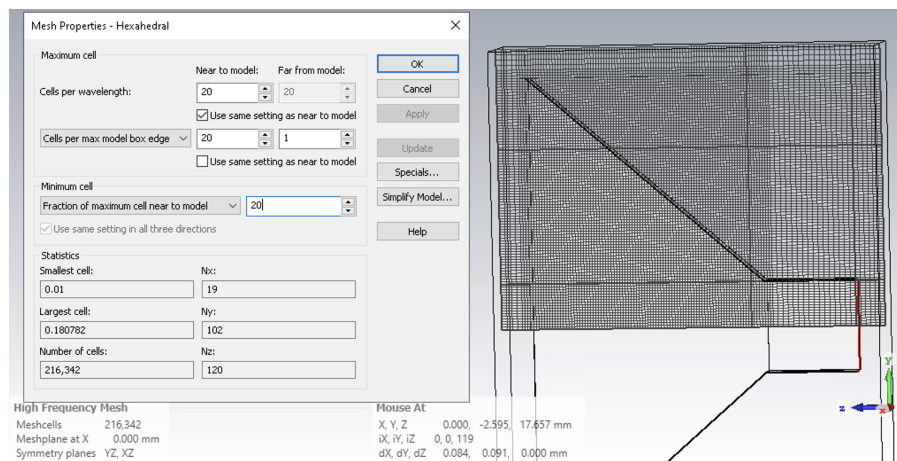 Mesh Properties - Hexahedral
Maximum cell
Near to model: Far from model:
Cells per wavelength: 20 20
Use same setting as near to model
Cells per max model box edge 20 1
Use same setting as near to model
Minimum cell
Fraction of maximum cell near to model 20
Use same setting in all three directions
Statistics
Smallest cell: Nx:
0.01 19
Largest cell: Ny:
0.180782 102
Number of cells: Nz:
216,342 120
OK
Cancel
Apply
Update
Specials...
Simplify Model...
Help
High Frequency Mesh
Meshcells 216,342
Meshplane at X 0.000 mm
Symmetry planes YZ, XZ
Mouse At
X, Y, Z 0.000, -2.595, 17.657 mm
iX, iY, iZ 0, 0, 119
dX, dY, dZ 0.084, 0.091, 0.000 mm
y
z x